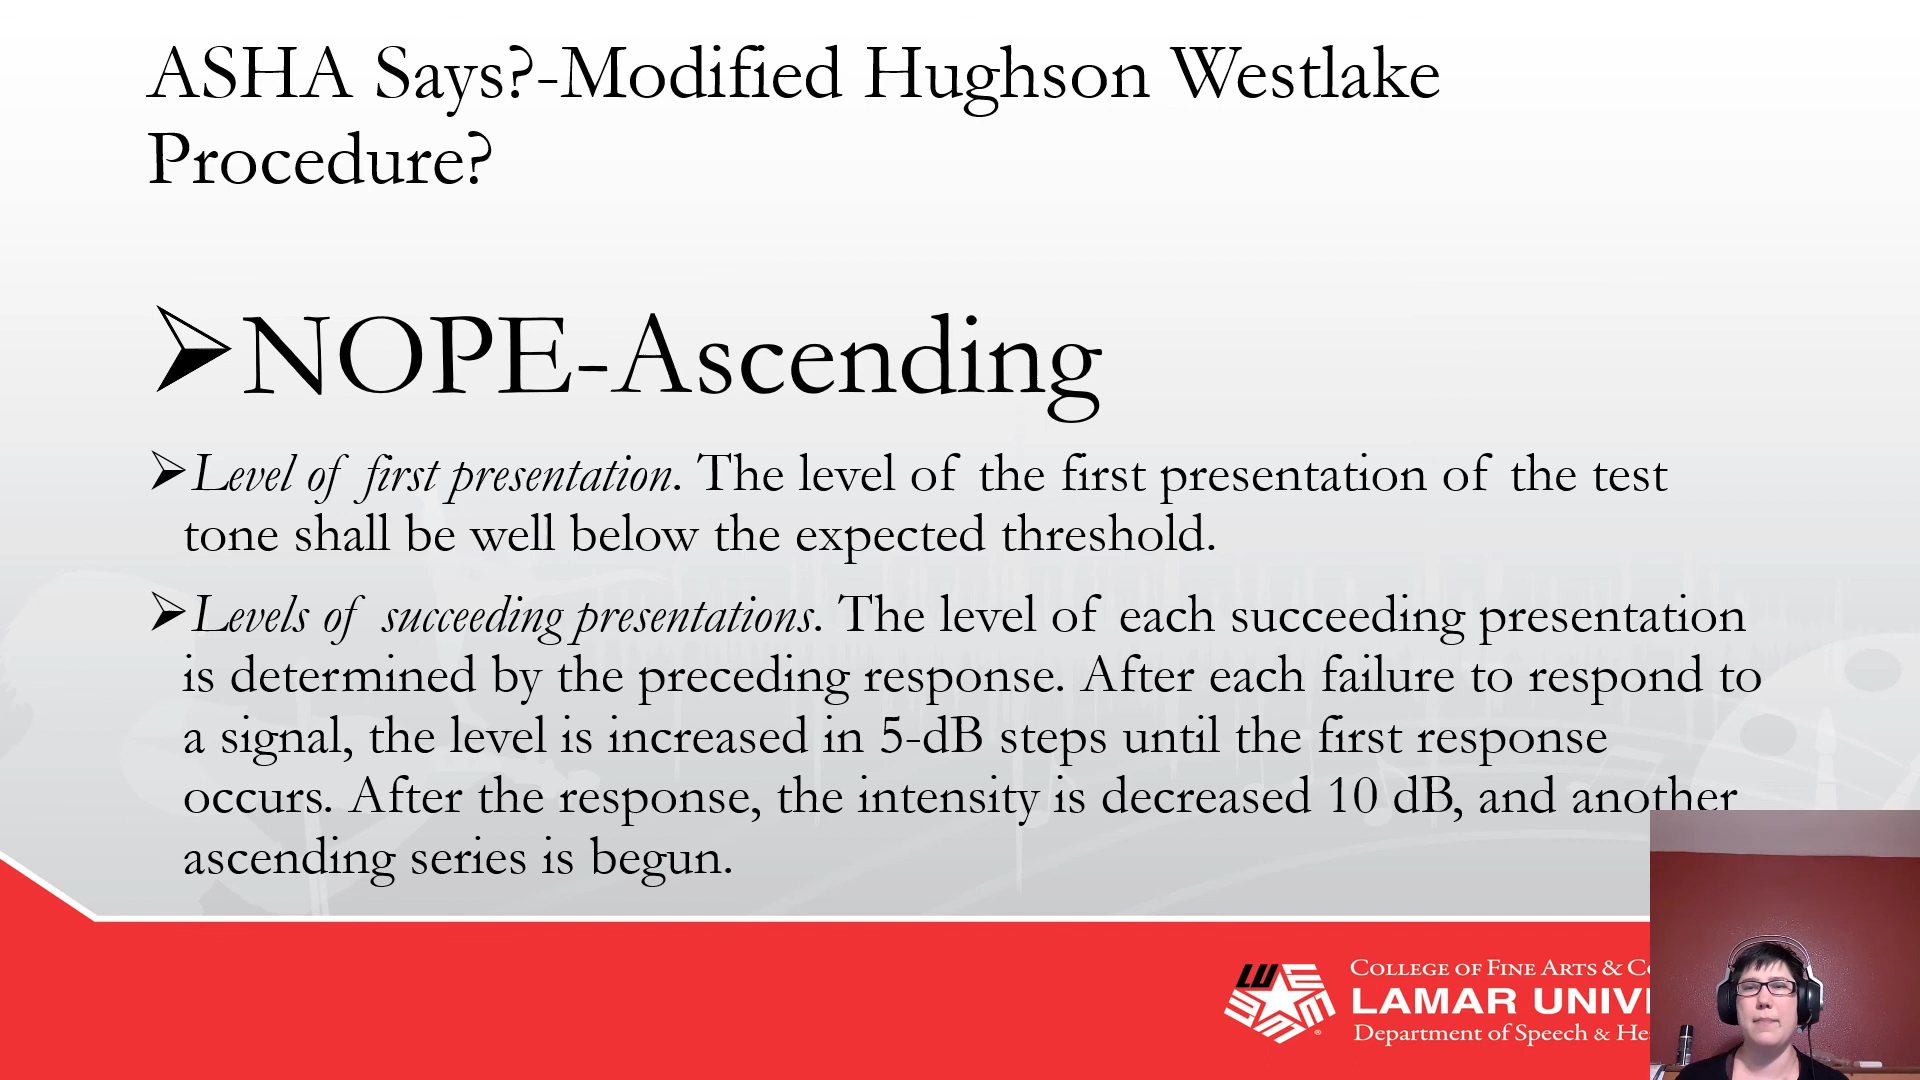 ASHA Says?-Modified Hughson Westlake
Procedure?
➢NOPE-Ascending
➢Level of first presentation. The level of the first presentation of the test
tone shall be well below the expected threshold.
➢Levels of succeeding presentations. The level of each succeeding presentation
is determined by the preceding response. After each failure to respond to
a signal, the level is increased in 5-dB steps until the first response
occurs. After the response, the intensity is decreased 10 dB, and another
ascending series is begun.
COLLEGE OF FINE ARTS &
LAMAR
Department of Speech &